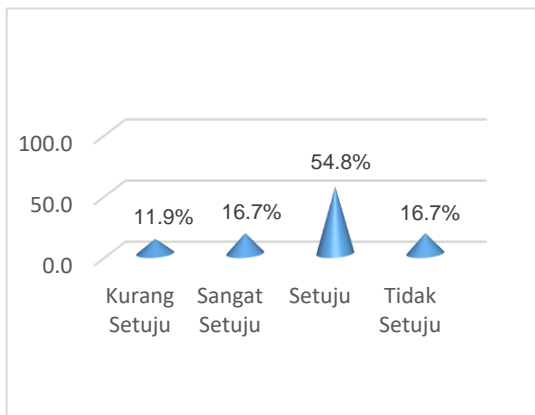 100.0
50.0
0.0
11.9%
16.7%
54.8%
16.7%
Kurang
Setuju
Sangat
Setuju
Setuju
Tidak
Setuju